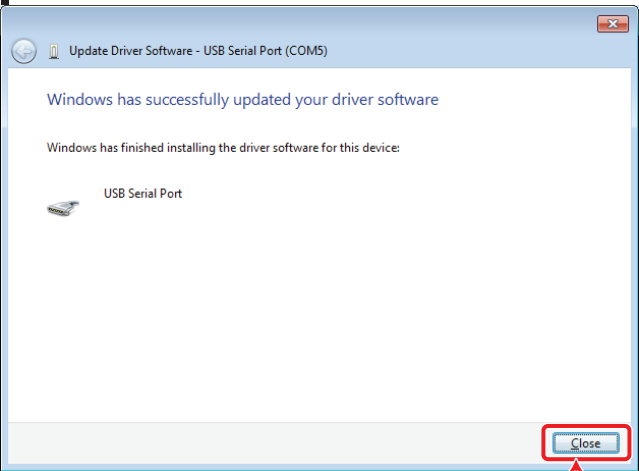 Update Driver Software - USB Serial Port (COM5)
Windows has successfully updated your driver software
Windows has finished installing the driver software for this device:
USB Serial Port
Close